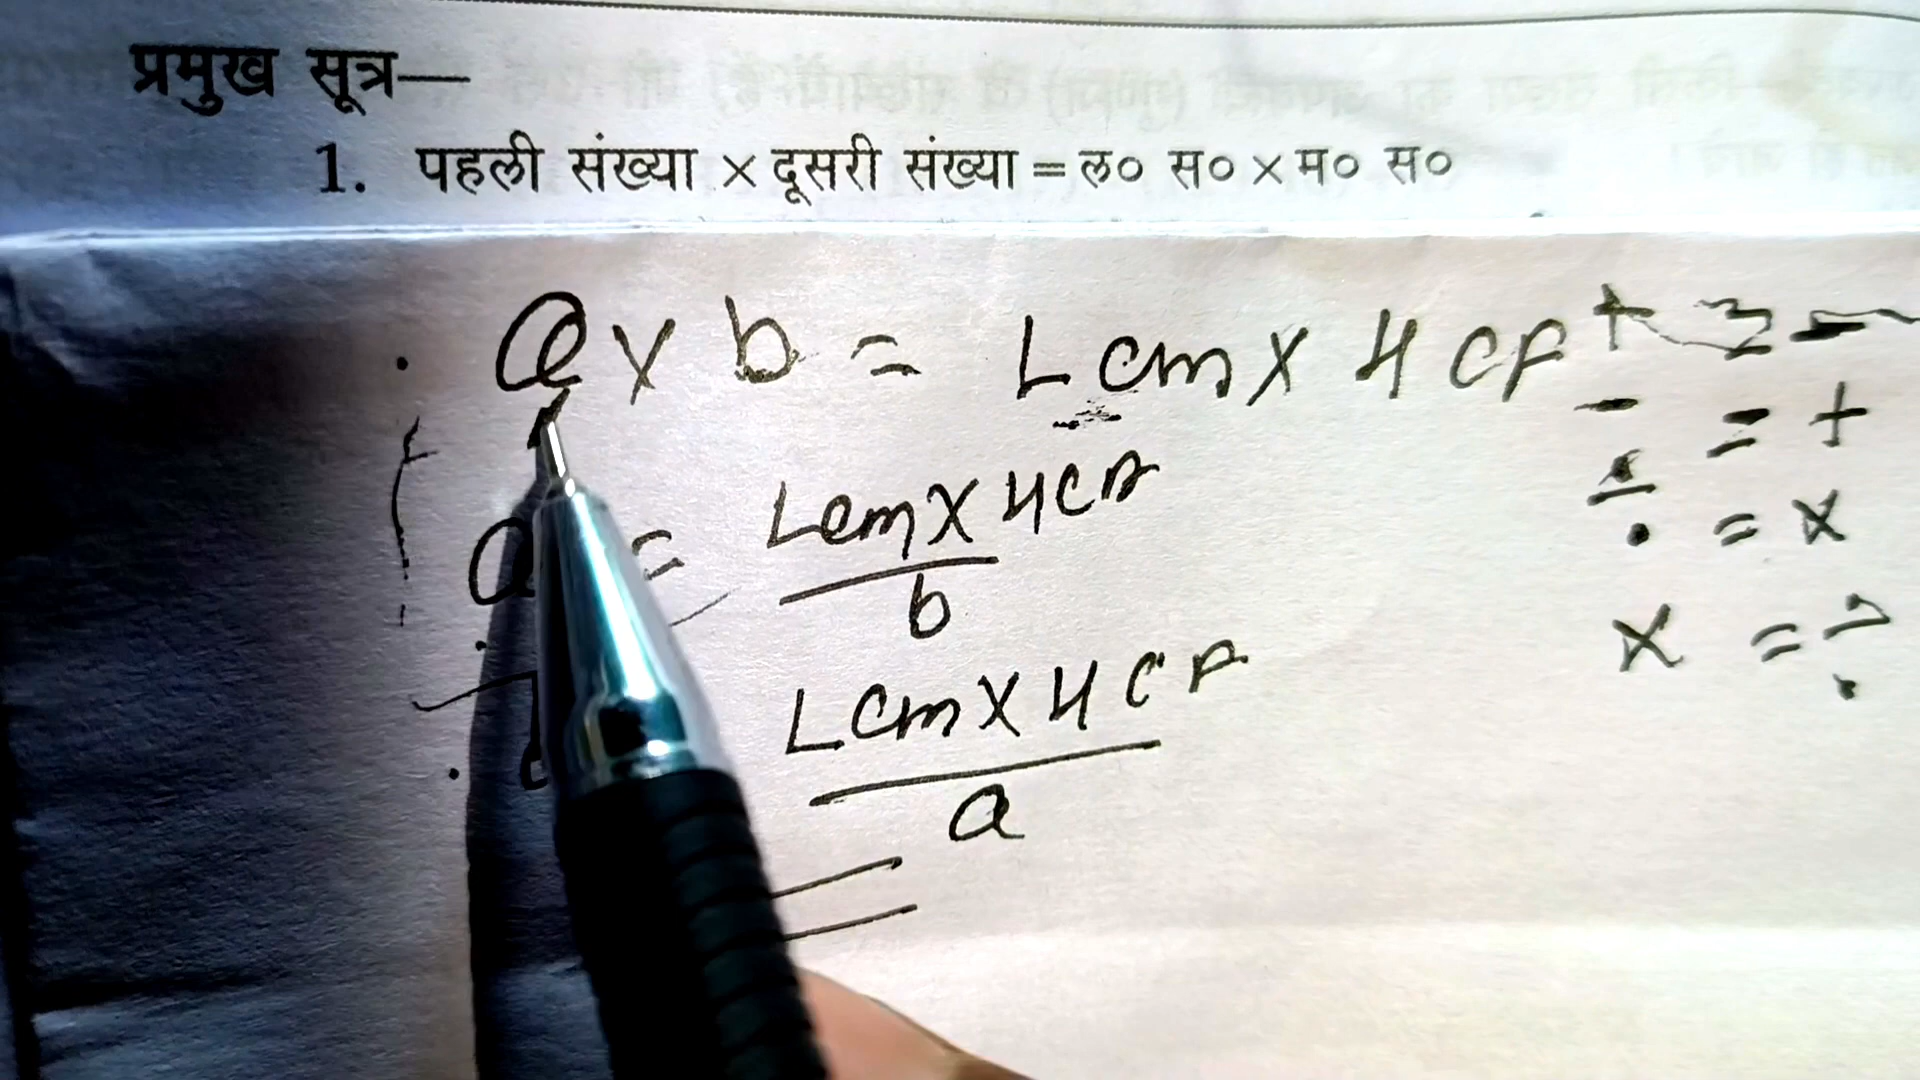 प्रमुख सूत्र—
1. पहली संख्या × दूसरी संख्या = ल० स० × म० स०
a × b = Lcm × HCF
a = Lcm × HCF
b
Lcm × HCF
a
+ = -
- = +
÷ = ×
× = ÷